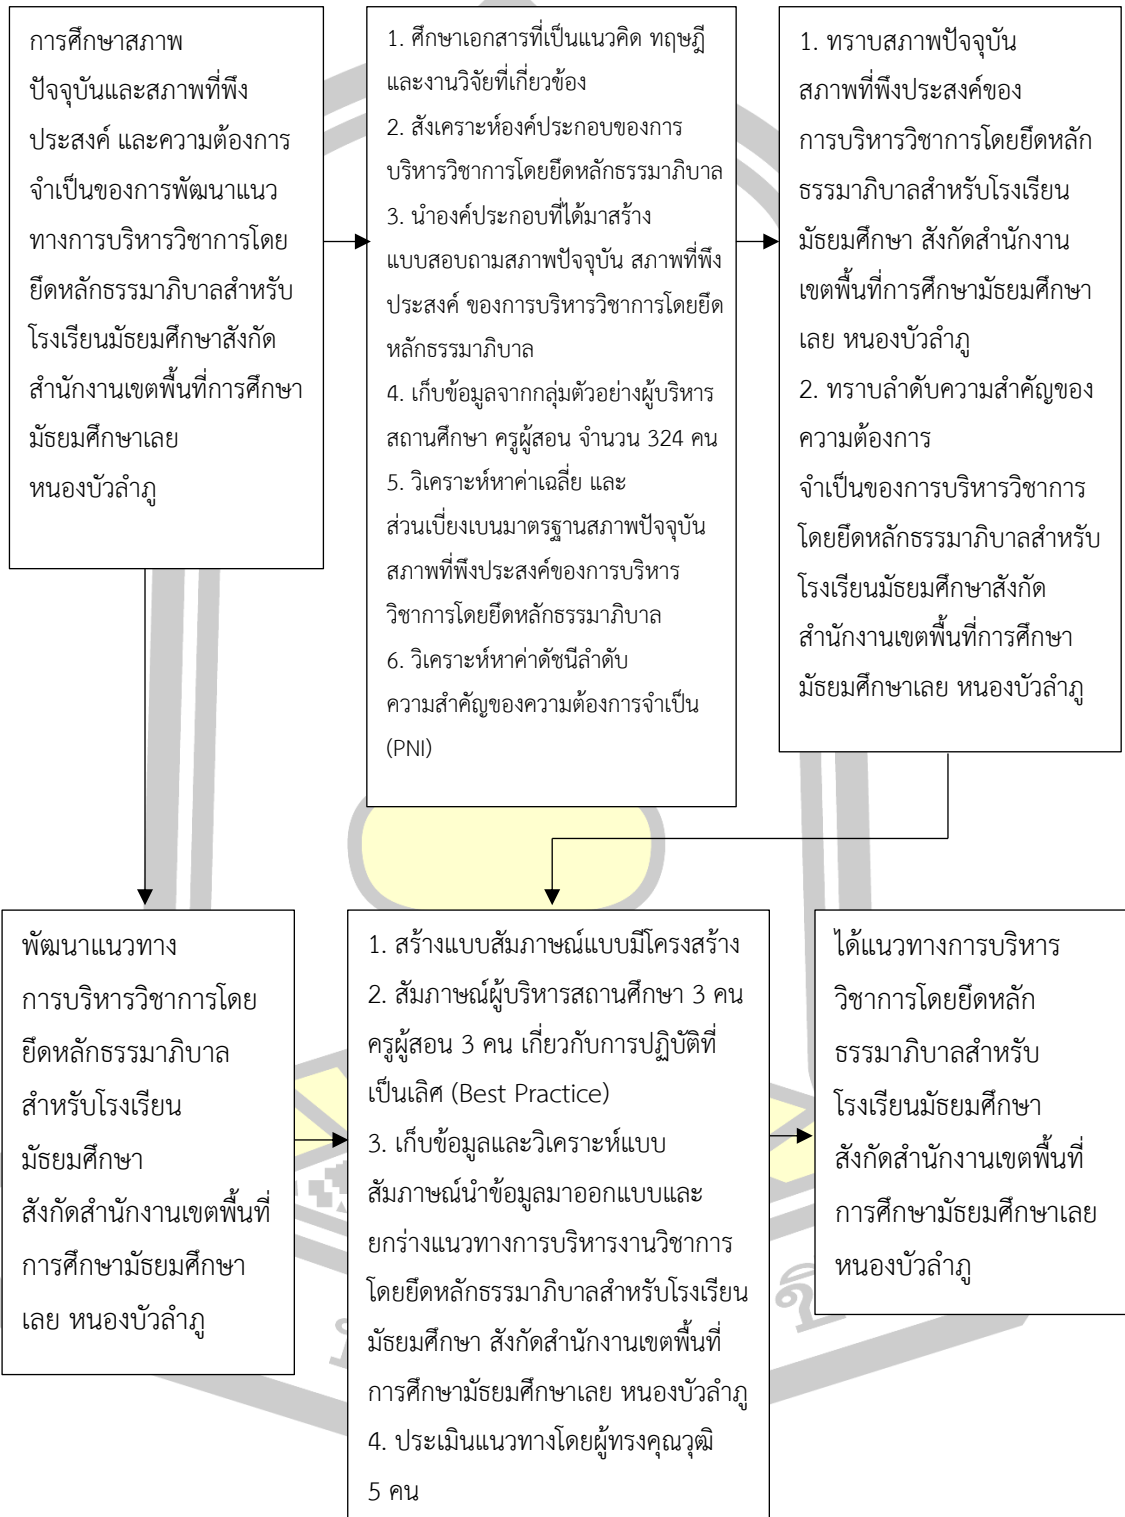 การศึกษาสภาพ
ปัจจุบันและสภาพที่พึง
ประสงค์ และความต้องการ
จำเป็นของการพัฒนาแนว
ทางการบริหารวิชาการโดย
ยึดหลักธรรมาภิบาลสำหรับ
โรงเรียนมัธยมศึกษาสังกัด
สำนักงานเขตพื้นที่การศึกษา
มัธยมศึกษาเลย
หนองบัวลำภู
1. ศึกษาเอกสารที่เป็นแนวคิด ทฤษฎี
และงานวิจัยที่เกี่ยวข้อง
2. สังเคราะห์องค์ประกอบของการ
บริหารวิชาการโดยยึดหลักธรรมาภิบาล
3. นำองค์ประกอบที่ได้มาสร้าง
แบบสอบถามสภาพปัจจุบัน สภาพที่พึง
ประสงค์ ของการบริหารวิชาการโดยยึด
หลักธรรมาภิบาล
4. เก็บข้อมูลจากกลุ่มตัวอย่างผู้บริหาร
สถานศึกษา ครูผู้สอน จำนวน 324 คน
5. วิเคราะห์หาค่าเฉลี่ย และ
ส่วนเบี่ยงเบนมาตรฐานสภาพปัจจุบัน
สภาพที่พึงประสงค์ของการบริหาร
วิชาการโดยยึดหลักธรรมาภิบาล
6. วิเคราะห์หาค่าดัชนีลำดับ
ความสำคัญของความต้องการจำเป็น
(PNI)
1. ทราบสภาพปัจจุบัน
สภาพที่พึงประสงค์ของ
การบริหารวิชาการโดยยึดหลัก
ธรรมาภิบาลสำหรับโรงเรียน
มัธยมศึกษา สังกัดสำนักงาน
เขตพื้นที่การศึกษามัธยมศึกษา
เลย หนองบัวลำภู
2. ทราบลำดับความสำคัญของ
ความต้องการ
จำเป็นของการบริหารวิชาการ
โดยยึดหลักธรรมาภิบาลสำหรับ
โรงเรียนมัธยมศึกษาสังกัด
สำนักงานเขตพื้นที่การศึกษา
มัธยมศึกษาเลย หนองบัวลำภู
พัฒนาแนวทาง
การบริหารวิชาการโดย
ยึดหลักธรรมาภิบาล
สำหรับโรงเรียน
มัธยมศึกษา
สังกัดสำนักงานเขตพื้นที่
การศึกษามัธยมศึกษา
เลย หนองบัวลำภู
1. สร้างแบบสัมภาษณ์แบบมีโครงสร้าง
2. สัมภาษณ์ผู้บริหารสถานศึกษา 3 คน
ครูผู้สอน 3 คน เกี่ยวกับการปฏิบัติที่
เป็นเลิศ (Best Practice)
3. เก็บข้อมูลและวิเคราะห์แบบ
สัมภาษณ์นำข้อมูลมาออกแบบและ
ยกร่างแนวทางการบริหารงานวิชาการ
โดยยึดหลักธรรมาภิบาลสำหรับโรงเรียน
มัธยมศึกษา สังกัดสำนักงานเขตพื้นที่
การศึกษามัธยมศึกษาเลย หนองบัวลำภู
4. ประเมินแนวทางโดยผู้ทรงคุณวุฒิ
5 คน
ได้แนวทางการบริหาร
วิชาการโดยยึดหลัก
ธรรมาภิบาลสำหรับ
โรงเรียนมัธยมศึกษา
สังกัดสำนักงานเขตพื้นที่
การศึกษามัธยมศึกษาเลย
หนองบัวลำภู